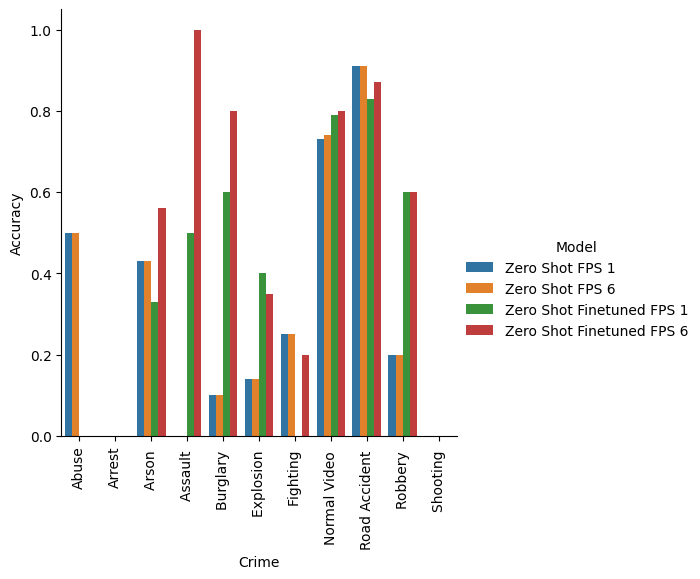 1.0
0.8
0.6
0.4
0.2
0.0
Accuracy
Abuse
Arrest
Arson
Assault
Burglary
Explosion
Fighting
Normal Video
Road Accident
Robbery
Shooting
Crime
Model
Zero Shot FPS 1
Zero Shot FPS 6
Zero Shot Finetuned FPS 1
Zero Shot Finetuned FPS 6